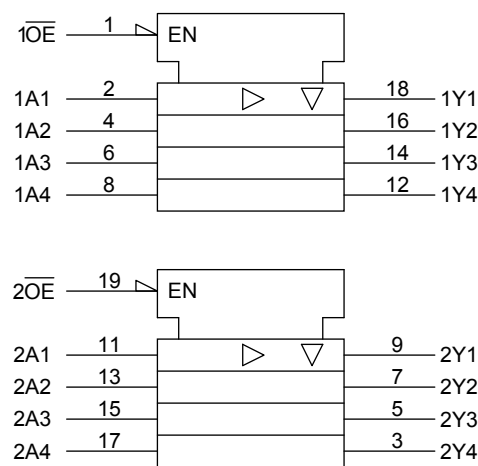 1OE 1 EN
1A1 2 18 1Y1
1A2 4 16 1Y2
1A3 6 14 1Y3
1A4 8 12 1Y4
2OE 19 EN
2A1 11 9 2Y1
2A2 13 7 2Y2
2A3 15 5 2Y3
2A4 17 3 2Y4